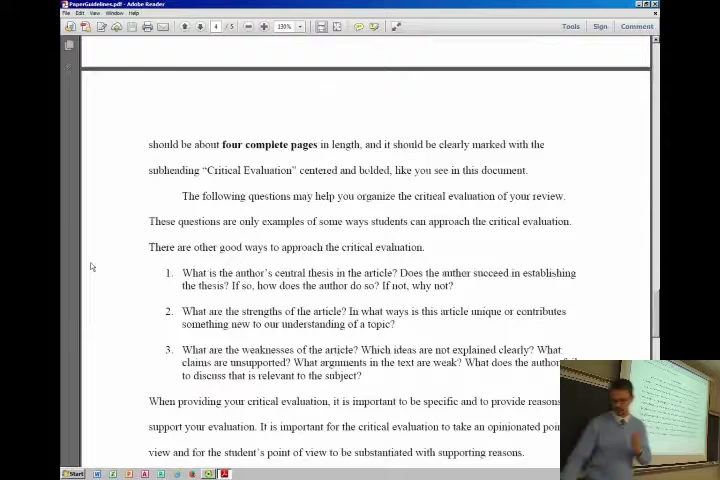 PaperGuidelines.pdf - Adobe Reader
File Edit View Window Help
4 / 5 130% Tools Sign Comment
should be about four complete pages in length, and it should be clearly marked with the
subheading “Critical Evaluation” centered and bolded, like you see in this document.
The following questions may help you organize the critical evaluation of your review.
These questions are only examples of some ways students can approach the critical evaluation.
There are other good ways to approach the critical evaluation.
1. What is the author’s central thesis in the article? Does the author succeed in establishing
the thesis? If so, how does the author do so? If not, why not?
2. What are the strengths of the article? In what ways is this article unique or contributes
something new to our understanding of a topic?
3. What are the weaknesses of the article? Which ideas are not explained clearly? What
claims are unsupported? What arguments in the text are weak? What does the author
to discuss that is relevant to the subject?
When providing your critical evaluation, it is important to be specific and to provide reasons
support your evaluation. It is important for the critical evaluation to take an opinionated
view and for the student’s point of view to be substantiated with supporting reasons.
Start